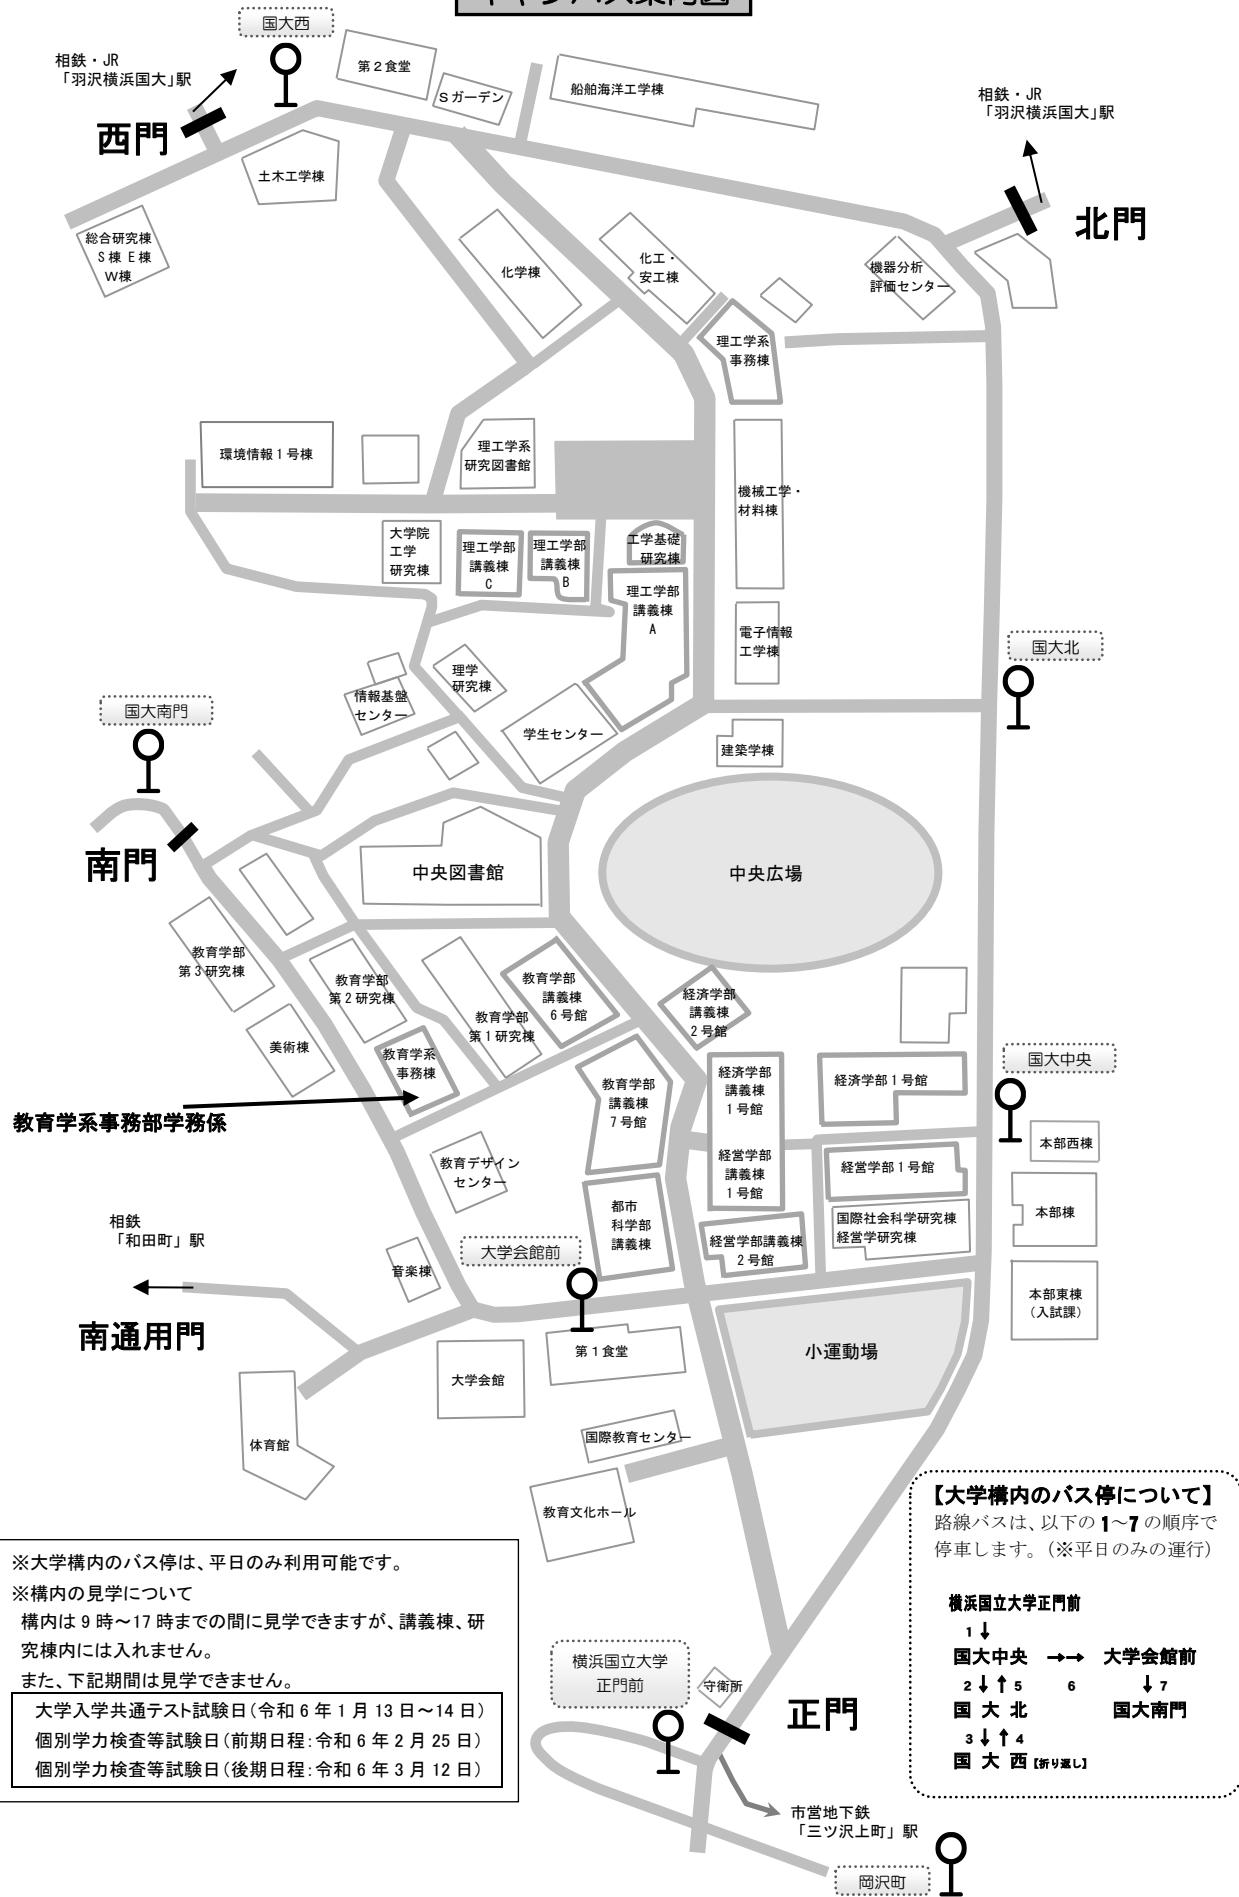 キャンパス案内図
国大西
相鉄・JR
「羽沢横浜国大」駅
西門
第２食堂
Ｓガーデン
船舶海洋工学棟
相鉄・JR
「羽沢横浜国大」駅
北門
土木工学棟
総合研究棟
Ｓ棟 Ｅ棟
Ｗ棟
化学棟
化工・
安工棟
機器分析
評価センター
理工学系
事務棟
環境情報１号棟
理工学系
研究図書館
機械工学・
材料棟
大学院
工学
研究棟
理工学部
講義棟
C
理工学部
講義棟
B
工学基礎
研究棟
理工学部
講義棟
A
電子情報
工学棟
国大北
理学
研究棟
情報基盤
センター
国大南門
学生センター
建築学棟
南門
中央図書館
中央広場
教育学部
第３研究棟
教育学部
第２研究棟
教育学部
第１研究棟
教育学部
講義棟
６号館
経済学部
講義棟
２号館
美術棟
教育学系
事務棟
国大中央
教育学系事務部学務係
教育学部
講義棟
７号館
経済学部
講義棟
１号館
経済学部１号館
本部西棟
教育デザイン
センター
経営学部
講義棟
１号館
経営学部１号館
本部棟
都市
科学部
講義棟
国際社会科学研究棟
経営学研究棟
相鉄
「和田町」駅
大学会館前
経営学部講義棟
２号館
音楽棟
本部東棟
（入試課）
南通用門
第１食堂
小運動場
大学会館
体育館
国際教育センター
教育文化ホール
【大学構内のバス停について】
路線バスは、以下の1～7の順序で
停車します。（※平日のみの運行）
横浜国立大学正門前
1 ↓
国大中央 →→ 大学会館前
2 ↓ ↑ 5 6 ↓ 7
国 大 北 国大南門
3 ↓ ↑ 4
国 大 西【折り返し】
※大学構内のバス停は、平日のみ利用可能です。
※構内の見学について
構内は９時～17時までの間に見学できますが、講義棟、研
究棟内には入れません。
また、下記期間は見学できません。
大学入学共通テスト試験日（令和６年１月13日～14日）
個別学力検査等試験日（前期日程：令和６年２月25日）
個別学力検査等試験日（後期日程：令和６年３月12日）
横浜国立大学
正門前
守衛所
正門
市営地下鉄
「三ツ沢上町」駅
岡沢町